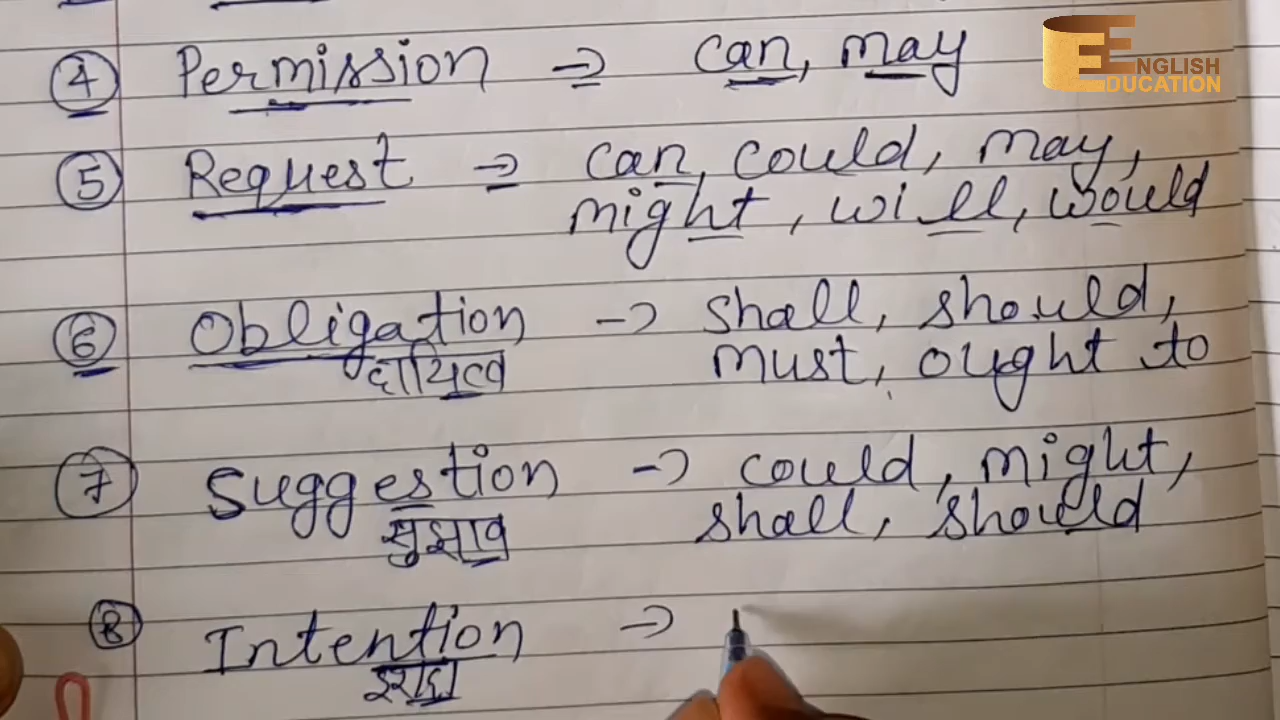 ENGLISH
EDUCATION
④ Permission ⇒ can, may
⑤ Request ⇒ can, could, may,
might, will, would
⑥ Obligation → shall, should,
दायित्व must, ought to
⑦ Suggestion → could, might,
सुझाव shall, should
⑧ Intention →
इरादा